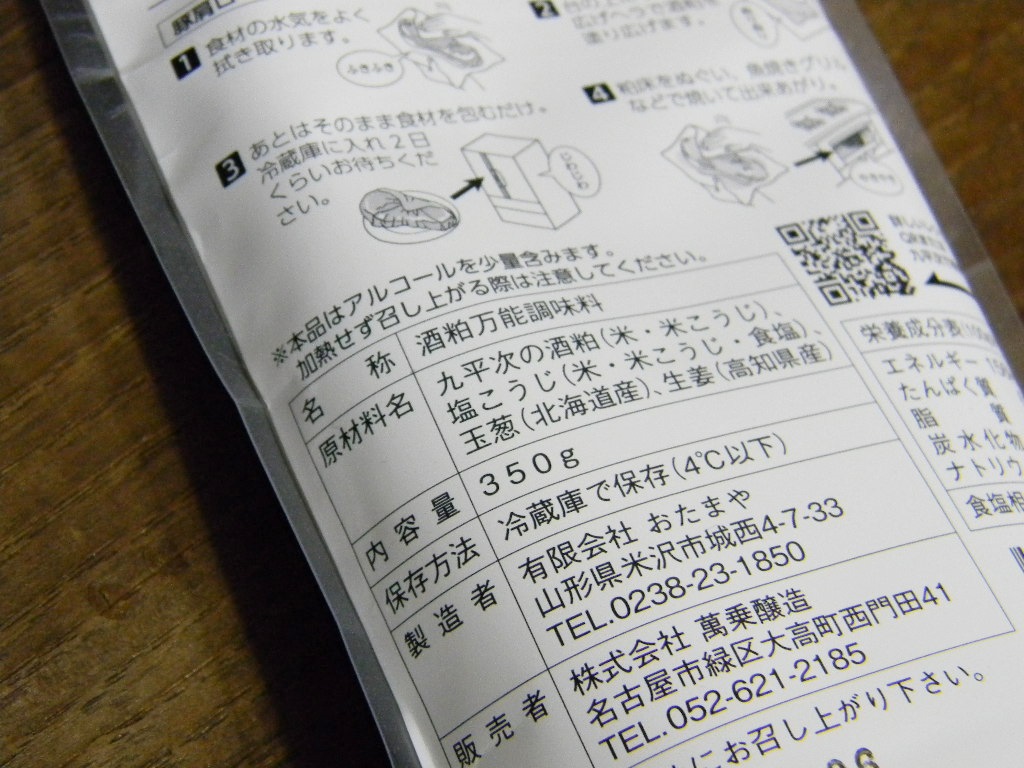 1 食材の水気をよく
拭き取ります。
ふきふき
2
塗り広げます。
3 あとはそのまま食材を包むだけ。
冷蔵庫に入れ2日
くらいお待ちくだ
さい。
4 粕床をぬぐい、魚焼きグリル
などで焼いて出来あがり。
※本品はアルコールを少量含みます。
加熱せず召し上がる際は注意してください。
名称 酒粕万能調味料
原材料名 九平次の酒粕(米・米こうじ)、
塩こうじ(米・米こうじ・食塩)、
玉葱(北海道産)、生姜(高知県産)
内容量 350g
保存方法 冷蔵庫で保存(4℃以下)
製造者 有限会社 おたまや
山形県米沢市城西4-7-33
TEL.0238-23-1850
販売者 株式会社 萬乗醸造
名古屋市緑区大高町西門田41
TEL.052-621-2185
にお召し上がり下さい。
栄養成分表
エネルギー
たんぱく質
脂質
炭水化物
ナトリウ
食塩相